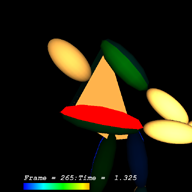 Frame = 265:Time =  1.325